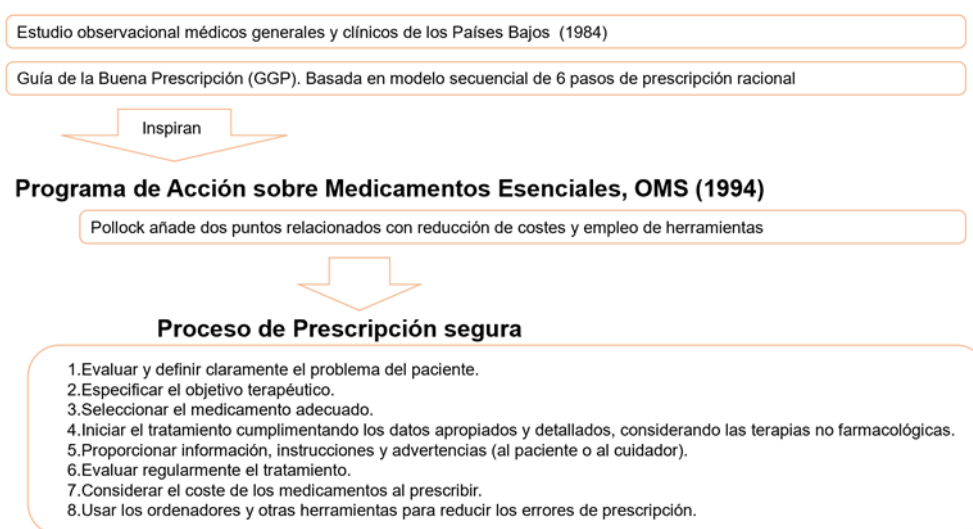 Estudio observacional médicos generales y clínicos de los Países Bajos (1984)
Guía de la Buena Prescripción (GGP). Basada en modelo secuencial de 6 pasos de prescripción racional
Inspiran
Programa de Acción sobre Medicamentos Esenciales, OMS (1994)
Pollock añade dos puntos relacionados con reducción de costes y empleo de herramientas
Proceso de Prescripción segura
1.Evaluar y definir claramente el problema del paciente.
2.Especificar el objetivo terapéutico.
3.Seleccionar el medicamento adecuado.
4.Iniciar el tratamiento cumplimentando los datos apropiados y detallados, considerando las terapias no farmacológicas.
5.Proporcionar información, instrucciones y advertencias (al paciente o al cuidador).
6.Evaluar regularmente el tratamiento.
7.Considerar el coste de los medicamentos al prescribir.
8.Usar los ordenadores y otras herramientas para reducir los errores de prescripción.